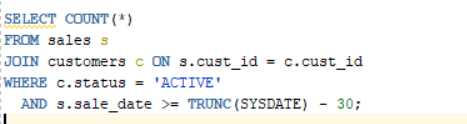 SELECT COUNT(*)
FROM sales s
JOIN customers c ON s.cust_id = c.cust_id
WHERE c.status = 'ACTIVE'
AND s.sale_date >= TRUNC(SYSDATE) - 30;